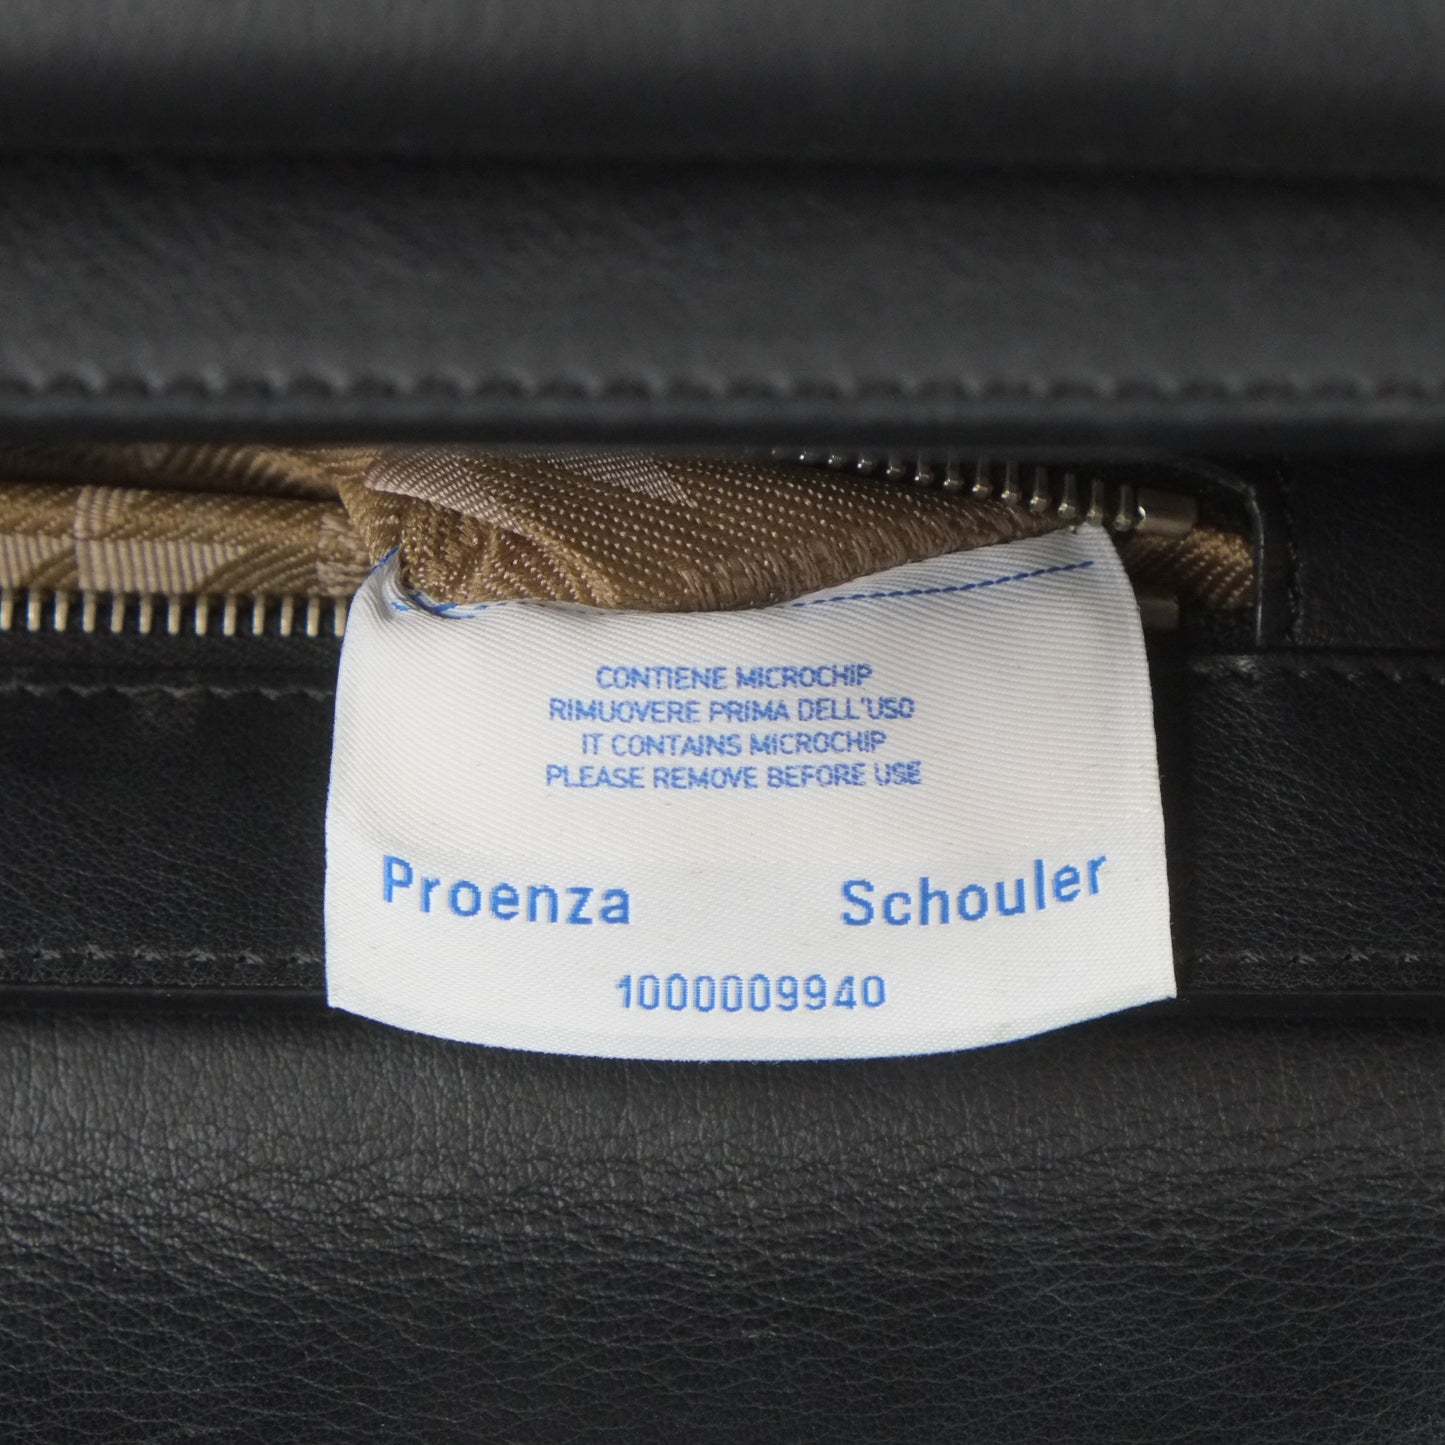 CONTIENE MICROCHIP
RIMUOVERE PRIMA DELL'USO
IT CONTAINS MICROCHIP
PLEASE REMOVE BEFORE USE
Proenza Schouler
1000009940